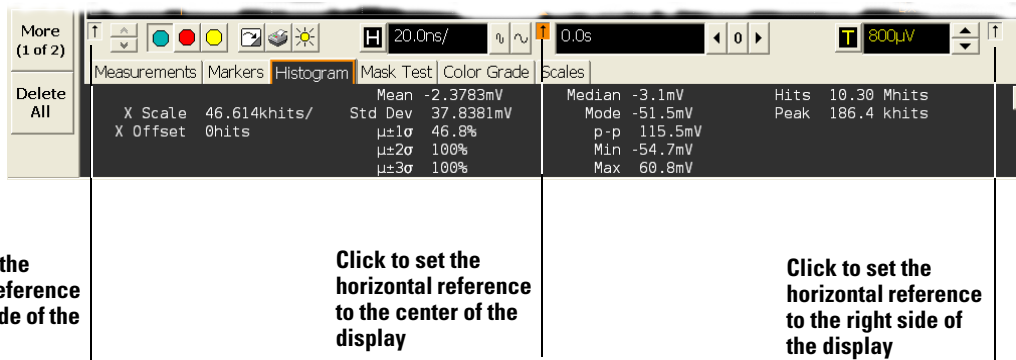 More
(1 of 2)
Delete
All
H 20.0ns/
0.0s
0
T 800µV
Measurements Markers Histogram Mask Test Color Grade Scales
Mean -2.3783mV Median -3.1mV Hits 10.30 Mhits
X Scale 46.614khits/ Std Dev 37.8381mV Mode -51.5mV Peak 186.4 khits
X Offset 0hits µ±1σ 46.8% p-p 115.5mV
µ±2σ 100% Min -54.7mV
µ±3σ 100% Max 60.8mV
the
eference
de of the
Click to set the
horizontal reference
to the center of the
display
Click to set the
horizontal reference
to the right side of
the display